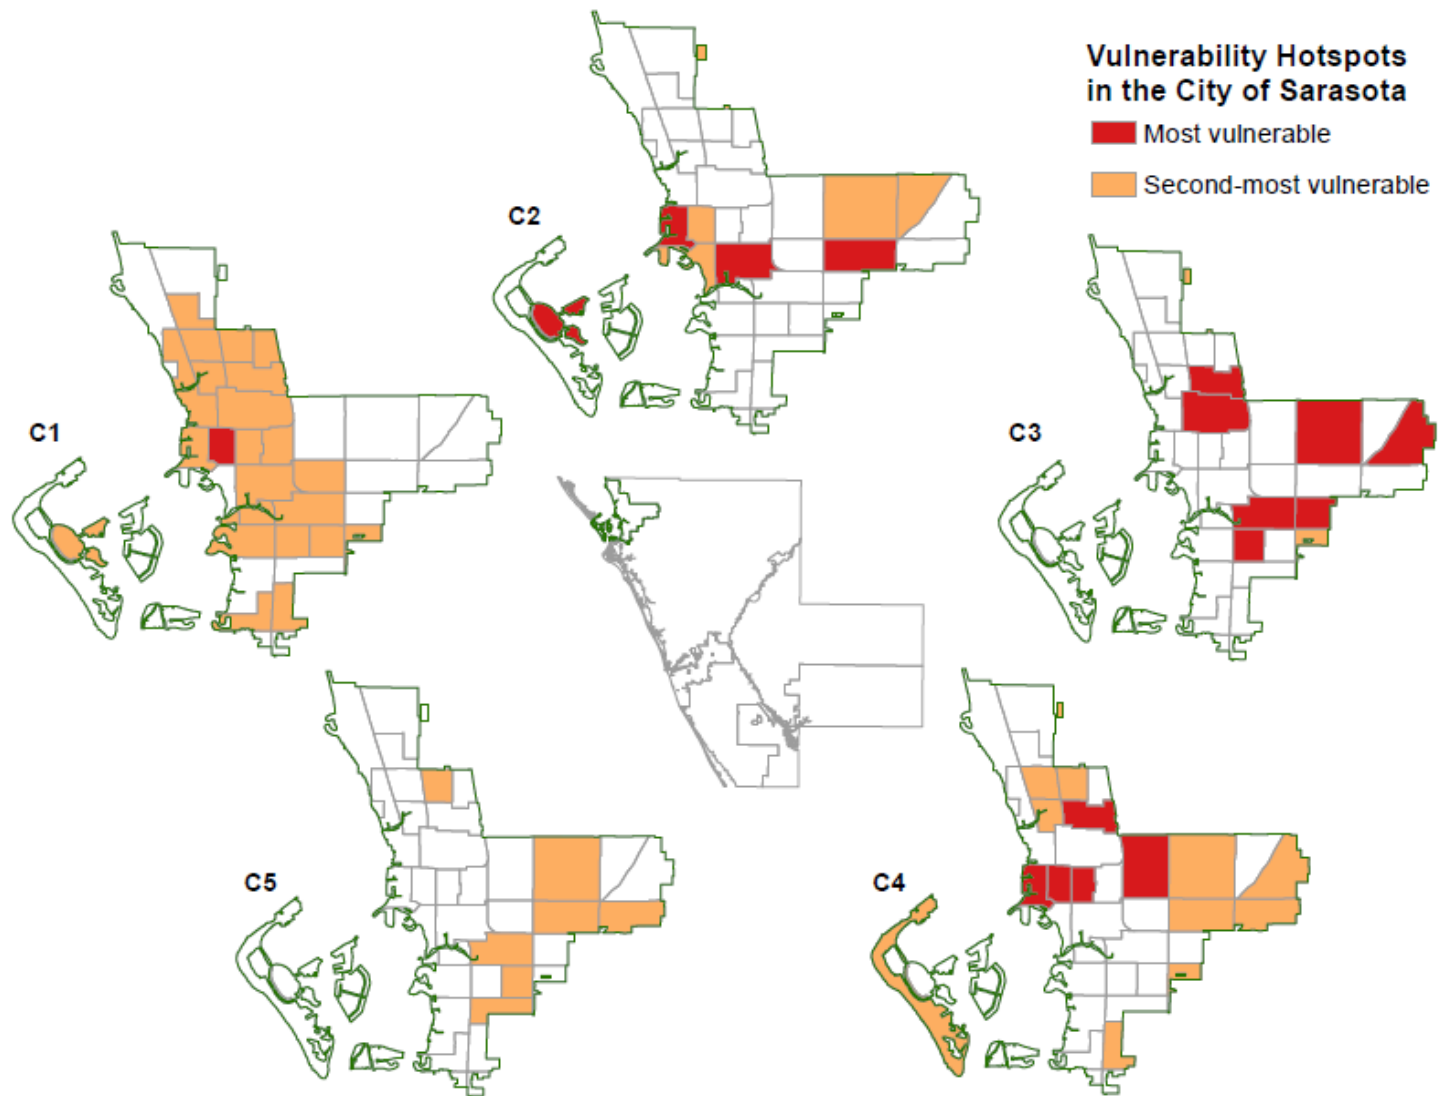 Vulnerability Hotspots
in the City of Sarasota
Most vulnerable
Second-most vulnerable
C2
C1
C3
C5
C4